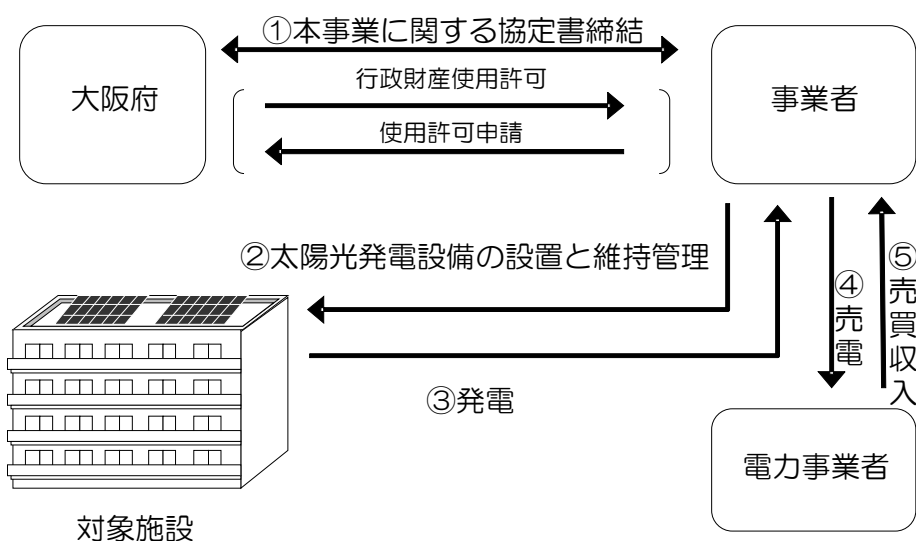 ①本事業に関する協定書締結
大阪府
行政財産使用許可
事業者
使用許可申請
②太陽光発電設備の設置と維持管理
④売電
⑤売買収入
③発電
電力事業者
対象施設